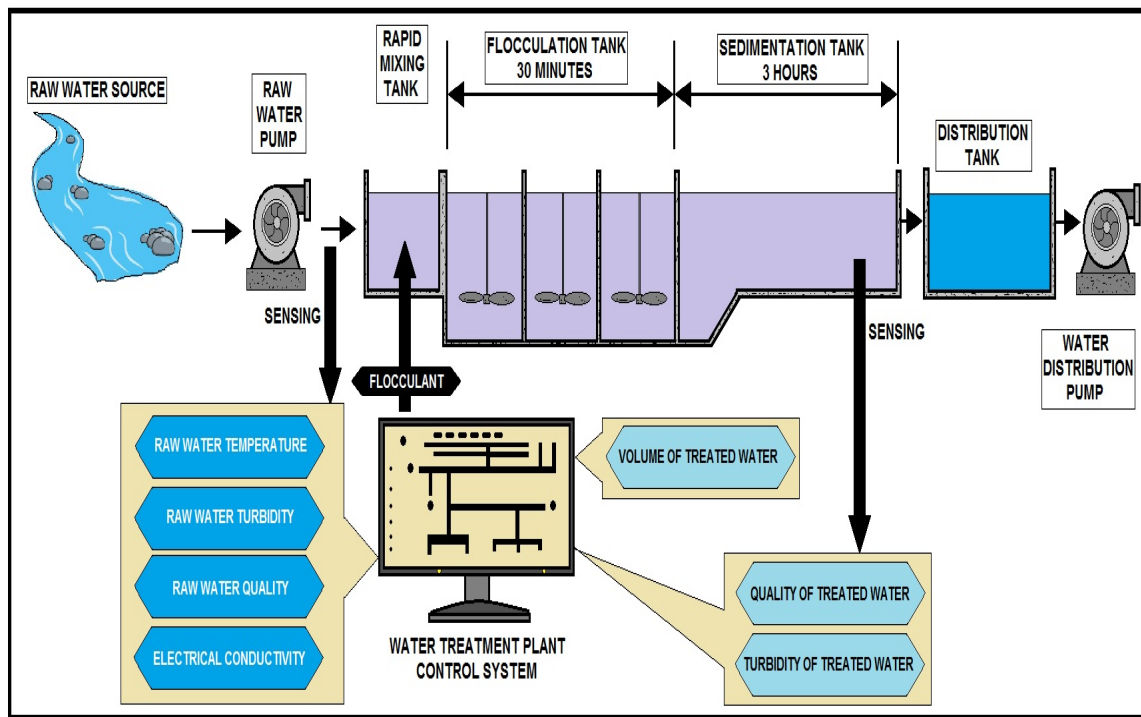 RAW WATER SOURCE
RAW
WATER
PUMP
RAPID
MIXING
TANK
FLOCCULATION TANK
30 MINUTES
SEDIMENTATION TANK
3 HOURS
DISTRIBUTION
TANK
WATER
DISTRIBUTION
PUMP
SENSING
SENSING
FLOCCULANT
RAW WATER TEMPERATURE
RAW WATER TURBIDITY
RAW WATER QUALITY
ELECTRICAL CONDUCTIVITY
VOLUME OF TREATED WATER
QUALITY OF TREATED WATER
TURBIDITY OF TREATED WATER
WATER TREATMENT PLANT
CONTROL SYSTEM